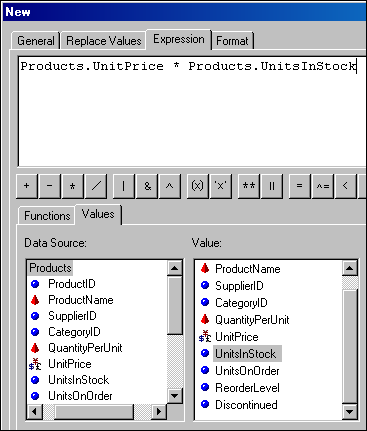 New
General Replace Values Expression Format
Products.UnitPrice * Products.UnitsInStock
+ - * / | & ^ (x) 'x' ** || = ^= <
Functions Values
Data Source: Value:
Products
ProductID
ProductName
SupplierID
CategoryID
QuantityPerUnit
UnitPrice
UnitsInStock
UnitsOnOrder
ProductName
SupplierID
CategoryID
QuantityPerUnit
UnitPrice
UnitsInStock
UnitsOnOrder
ReorderLevel
Discontinued